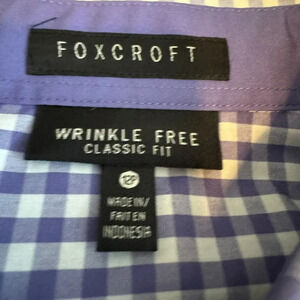 FOXCROFT
WRINKLE FREE
CLASSIC FIT
12P
MADE IN/
FAIT EN
INDONESIA